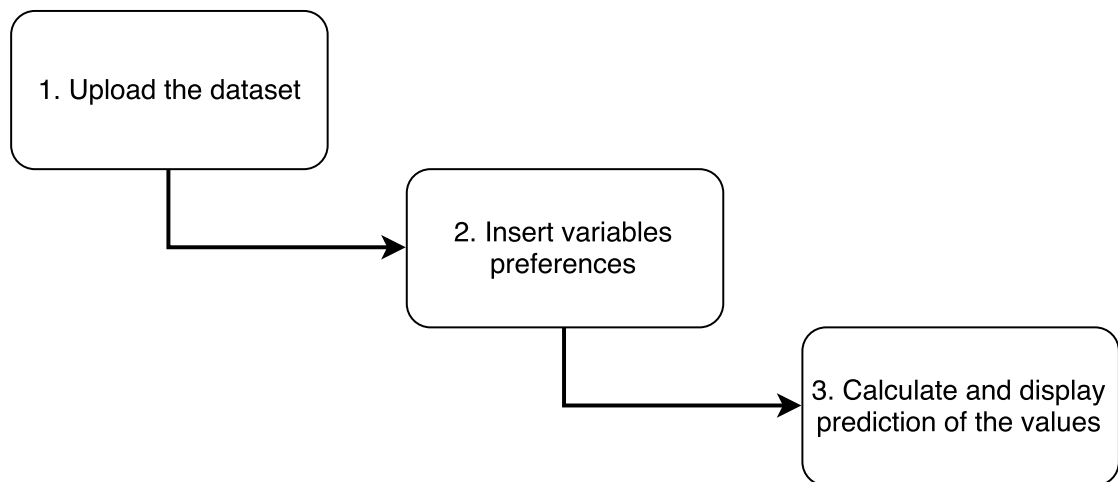 1. Upload the dataset
2. Insert variables
preferences
3. Calculate and display
prediction of the values